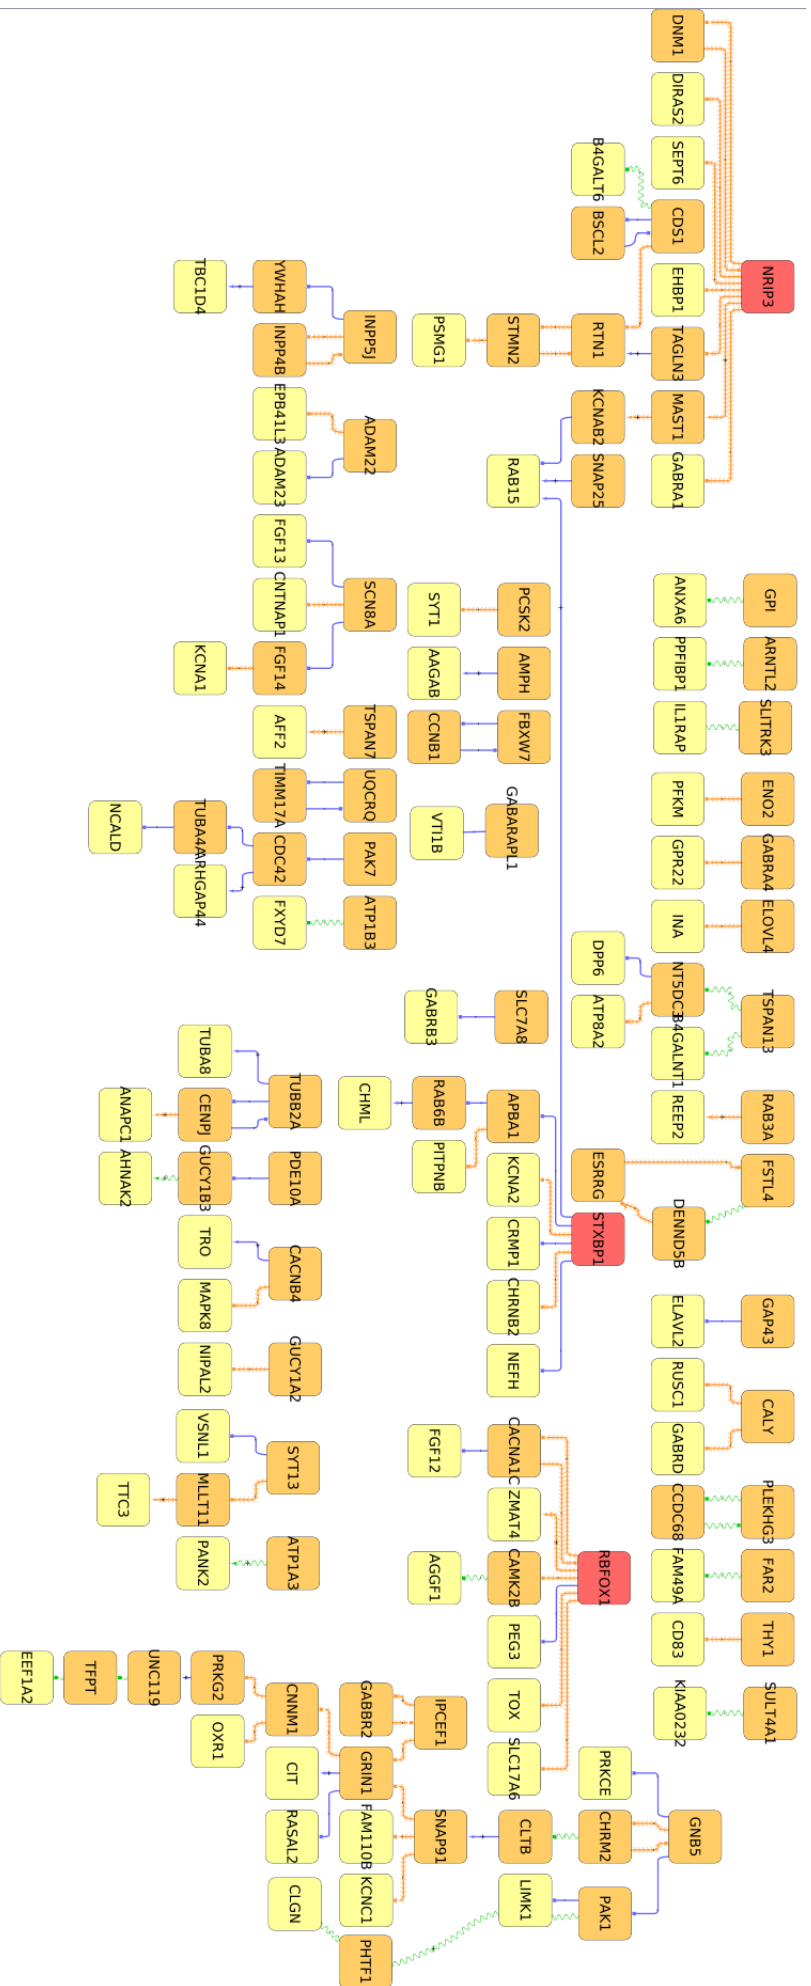 NRIP3
GPI
ARNTL2
SLITRK3
ENO2
GABRA4
ELOVL4
TSPAN13
RAB3A
FSTL4
GAP43
CALY
PLEKHG3
FAR2
THY1
SULT4A1
DNM1
DIRAS2
SEPT6
CDS1
EHBP1
TAGLN3
MAST1
GABRA1
ANXA6
PPFIBP1
IL1RAP
PFKM
GPR22
INA
NT5DC3
B4GALNT1
REEP2
DENND5B
ELAVL2
RUSC1
GABRD
CCDC68
FAM49A
CD83
KIAA0232
GNB5
B4GALT6
BSCL2
RTN1
KCNAB2
SNAP25
DPP6
ATP8A2
ESRRG
STXBP1
RBFOX1
PRKCE
CHRM2
PAK1
STMN2
RAB15
PCSK2
AMPH
FBXW7
GABARAPL1
SLC7A8
APBA1
KCNA2
CRMP1
CHRNB2
NEFH
CACNA1C
ZMAT4
CAMK2B
PEG3
TOX
SLC17A6
CLTB
LIMK1
PSMG1
SYT1
AAGAB
CCNB1
VTI1B
GABRB3
RAB6B
PITPNB
FGF12
AGGF1
IPCEF1
SNAP91
INPP5J
ADAM22
SCN8A
TSPAN7
UQCRQ
PAK7
ATP1B3
CHML
GABBR2
GRIN1
FAM110B
KCNC1
PHTF1
YWHAH
INPP4B
EPB41L3
ADAM23
FGF13
CNTNAP1
FGF14
AFF2
TIMM17A
CDC42
FXYD7
TUBB2A
PDE10A
CACNB4
GUCY1A2
SYT13
ATP1A3
CNNM1
CIT
RASAL2
CLGN
TBC1D4
KCNA1
TUBA4A
ARHGAP44
TUBA8
CENPJ
GUCY1B3
TRO
MAPK8
NIPAL2
VSNL1
MLLT11
PANK2
PRKG2
OXR1
NCALD
ANAPC1
AHNAK2
TTC3
UNC119
TFPT
EEF1A2